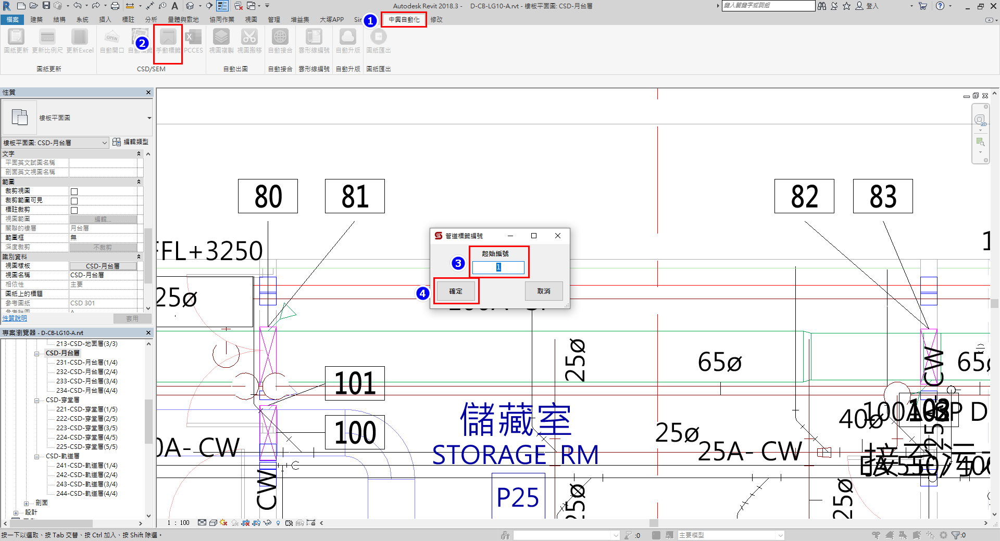 Autodesk Revit 2018.3 - D-CB-LG10-A.rvt - 樓板平面圖: CSD-月台層
鍵入關鍵字或詞組
登入
檔案 建築 結構 系統 插入 標註 分析 量體與敷地 協同作業 視圖 管理 增益集 大塚APP 1 中興自動化 修改
圖紙更新 更新比例尺 更新Excel 自動開口 2 手動標籤 PCCES 視圖複製 視圖搬移 自動接合 雲形線編號 自動升版 圖紙匯出
OPEN
圖紙更新 CSD/SEM 自動出圖 自動接合 雲形線編號 自動升版 圖紙匯出
性質
樓板平面圖
樓板平面圖: CSD-月台層
編輯類型
文字
平面英文試圖名稱
剖面英文視圖名稱
範圍
裁剪視圖
裁剪範圍可見
標註裁剪
視圖範圍 編輯...
關聯的樓層 月台層
範圍框 無
深度裁剪 不裁剪
識別資料
視圖樣板 CSD-月台層
視圖名稱 CSD-月台層
相依性 主要
圖紙上的標題
參考圖紙 CSD 301
性質說明 套用
專案瀏覽器 - D-CB-LG10-A.rvt
213-CSD-地面層(3/3)
CSD-月台層
231-CSD-月台層(1/4)
232-CSD-月台層(2/4)
233-CSD-月台層(3/4)
234-CSD-月台層(4/4)
CSD-穿堂層
221-CSD-穿堂層(1/5)
222-CSD-穿堂層(2/5)
223-CSD-穿堂層(3/5)
224-CSD-穿堂層(4/5)
225-CSD-穿堂層(5/5)
CSD-軌道層
241-CSD-軌道層(1/4)
242-CSD-軌道層(2/4)
243-CSD-軌道層(3/4)
244-CSD-軌道層(4/4)
剖面
設計
80 81 82 83
2D
FFL+3250
25ø
管道標籤編號
3 起始編號
1
4 確定 取消
25ø
65ø
65ø
CW
101
100
儲藏室
STORAGE RM
25ø
40ø
0A- CW
25A- CW
CW
P25
25ø
25ø
1 : 100
按一下以選取、按 Tab 交替、按 Ctrl 加入、按 Shift 除選。
:0
主要模型
:0